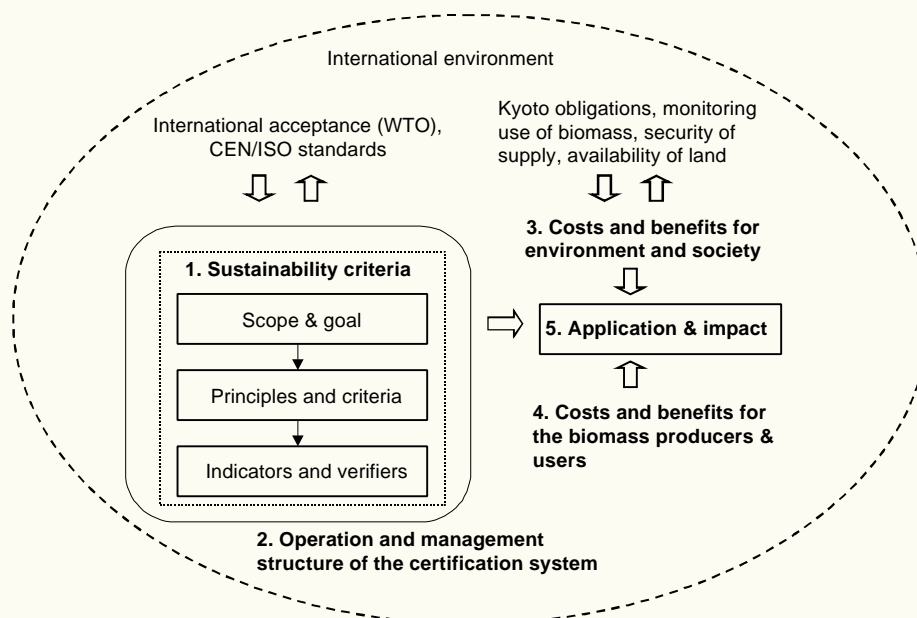 International environment
International acceptance (WTO),
CEN/ISO standards
Kyoto obligations, monitoring
use of biomass, security of
supply, availability of land
3. Costs and benefits for
environment and society
1. Sustainability criteria
Scope & goal
Principles and criteria
Indicators and verifiers
5. Application & impact
4. Costs and benefits for
the biomass producers &
users
2. Operation and management
structure of the certification system